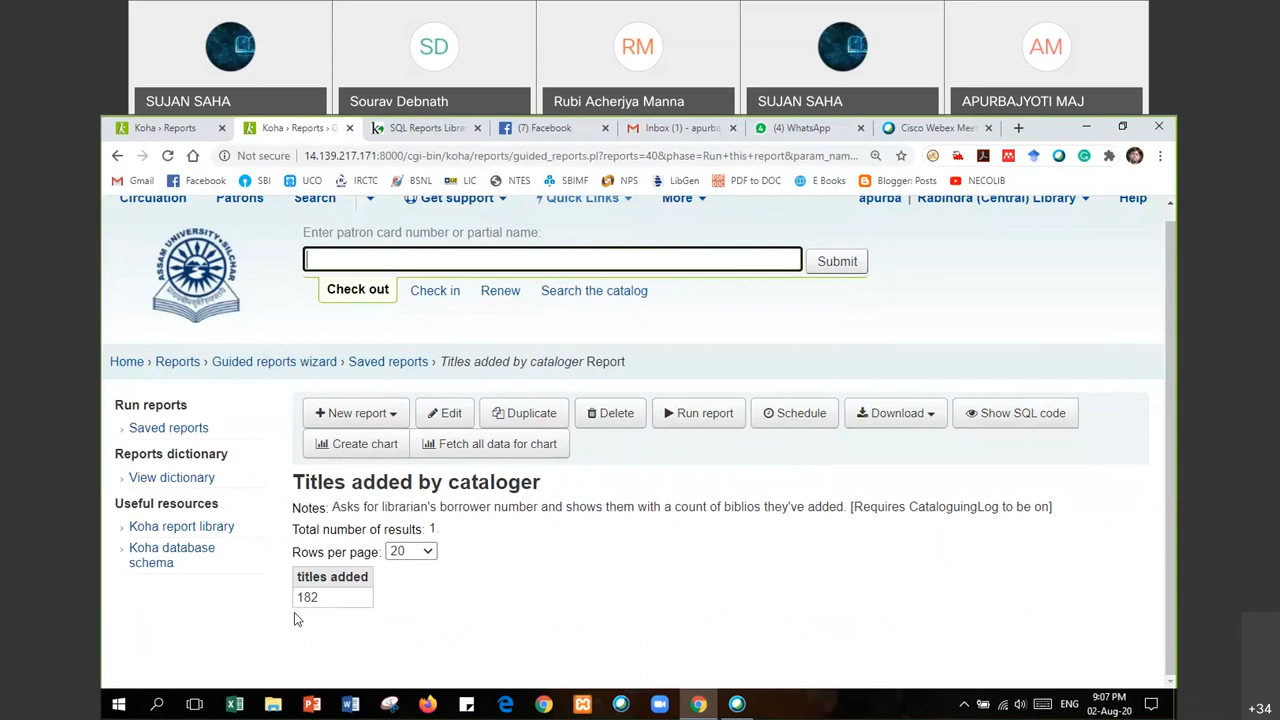 SD
RM
AM
SUJAN SAHA
Sourav Debnath
Rubi Acherjya Manna
SUJAN SAHA
APURBAJYOTI MAJ
Koha › Reports
Koha › Reports › G
SQL Reports Libra
(7) Facebook
Inbox (1) - apurba
(4) WhatsApp
Cisco Webex Meet
Not secure
14.139.217.171:8000/cgi-bin/koha/reports/guided_reports.pl?reports=40&phase=Run+this+report&param_nam...
Gmail
Facebook
SBI
UCO
IRCTC
BSNL
LIC
NTES
SBIMF
NPS
LibGen
PDF to DOC
E Books
Blogger: Posts
NECOLIB
Circulation
Patrons
Search
Get support
Quick Links
More
apurba
Rabindra (Central) Library
Help
ASSAM UNIVERSITY-SILCHAR
Enter patron card number or partial name:
Submit
Check out
Check in
Renew
Search the catalog
Home › Reports › Guided reports wizard › Saved reports › Titles added by cataloger Report
Run reports
Saved reports
Reports dictionary
View dictionary
Useful resources
Koha report library
Koha database
schema
New report
Edit
Duplicate
Delete
Run report
Schedule
Download
Show SQL code
Create chart
Fetch all data for chart
Titles added by cataloger
Notes: Asks for librarian's borrower number and shows them with a count of biblios they've added. [Requires CataloguingLog to be on]
Total number of results: 1.
Rows per page: 20
titles added
182
ENG
9:07 PM
02-Aug-20
+34